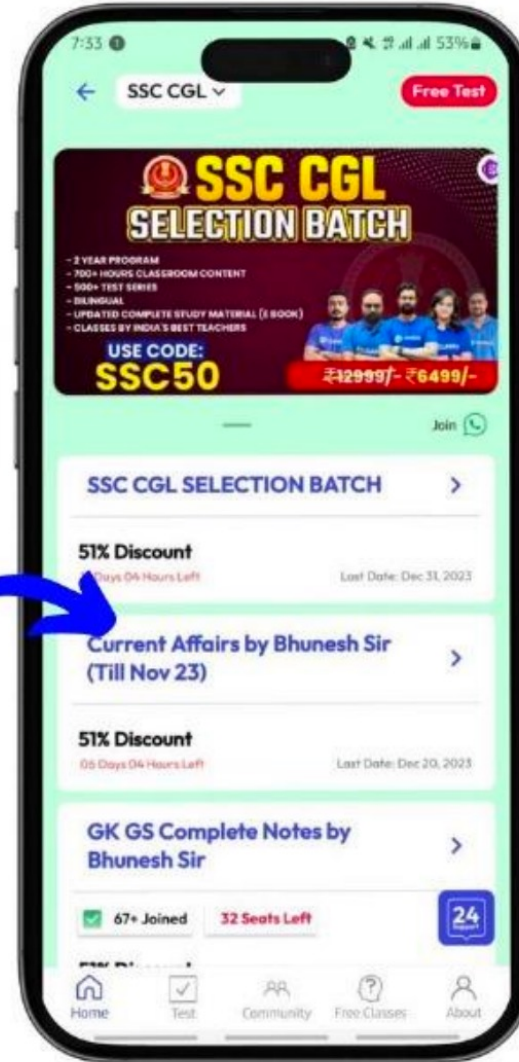 7:33
53%
SSC CGL
Free Test
SSC CGL
SELECTION BATCH
- 2 YEAR PROGRAM
- 700+ HOURS CLASSROOM CONTENT
- 500+ TEST SERIES
- BILINGUAL
- UPDATED COMPLETE STUDY MATERIAL (E BOOK)
- CLASSES BY INDIA'S BEST TEACHERS
USE CODE:
SSC50
₹12999/- ₹6499/-
Join
SSC CGL SELECTION BATCH
51% Discount
Days 04 Hours Left Last Date: Dec 31, 2023
Current Affairs by Bhunesh Sir
(Till Nov 23)
51% Discount
06 Days 04 Hours Left Last Date: Dec 20, 2023
GK GS Complete Notes by
Bhunesh Sir
67+ Joined 32 Seats Left
24
Support
Home Test Community Free Classes About